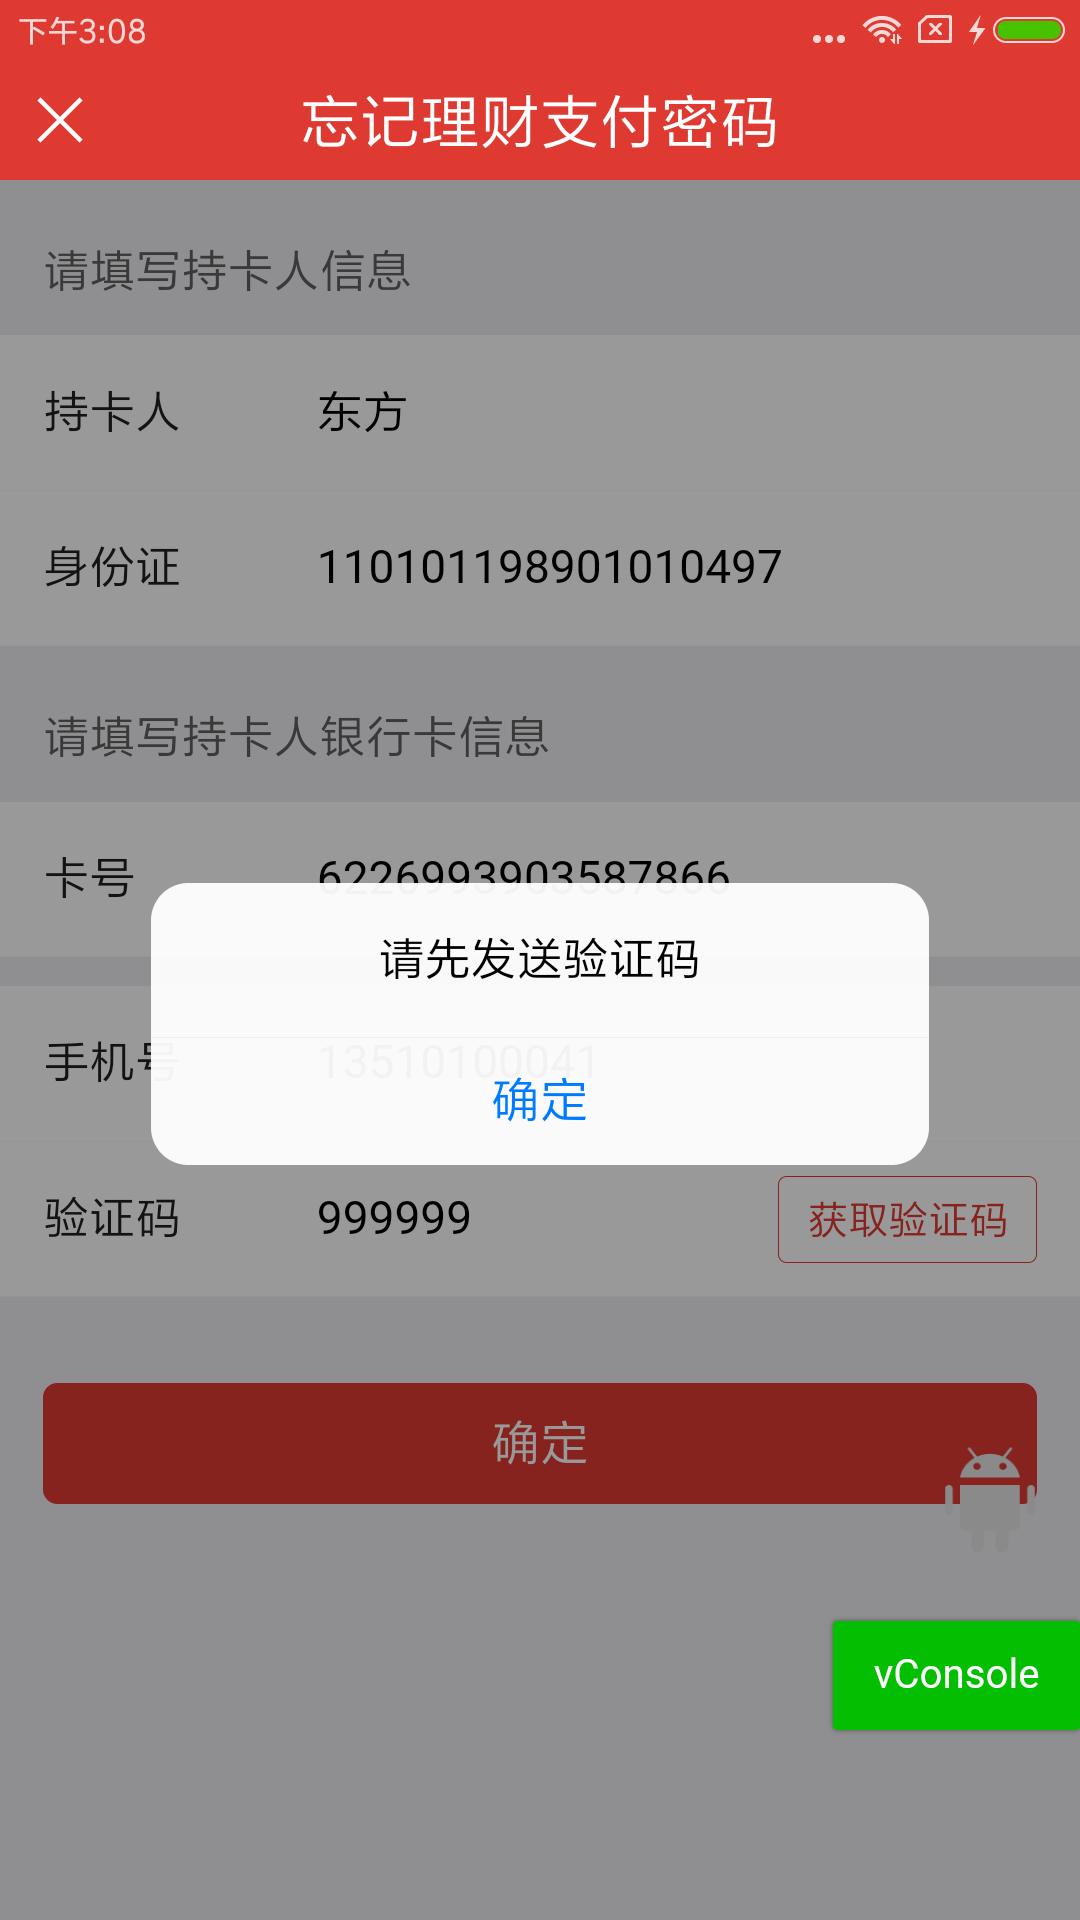 下午3:08
忘记理财支付密码
请填写持卡人信息
持卡人 东方
身份证 110101198901010497
请填写持卡人银行卡信息
卡号 6226993903587866
请先发送验证码
手机号 13510100041
确定
验证码 999999 获取验证码
确定
vConsole